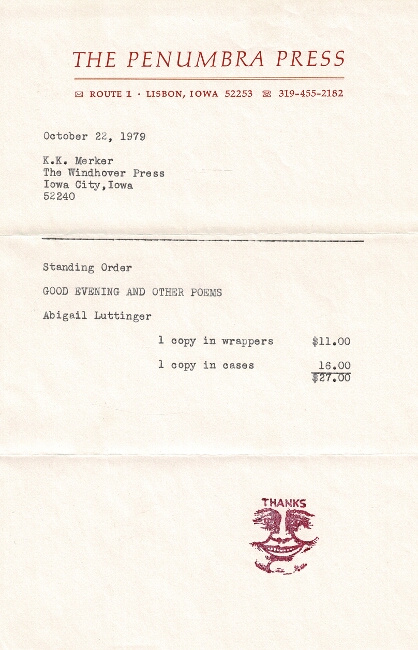 THE PENUMBRA PRESS
ROUTE 1 · LISBON, IOWA 52253 319-455-2182
October 22, 1979
K.K. Merker
The Windhover Press
Iowa City,Iowa
52240
Standing Order
GOOD EVENING AND OTHER POEMS
Abigail Luttinger
1 copy in wrappers $11.00
1 copy in cases 16.00
$27.00
THANKS